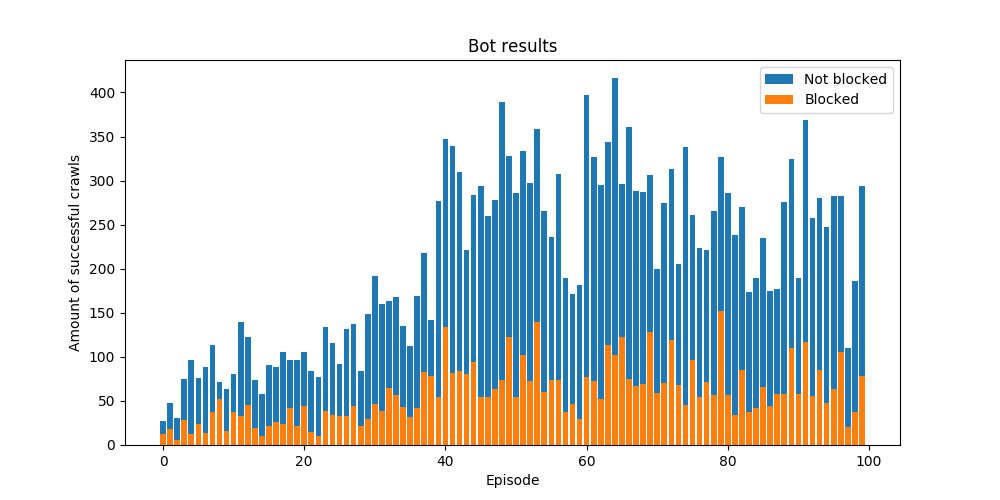 Bot results
Not blocked
Blocked
Amount of successful crawls
400
350
300
250
200
150
100
50
0
0 20 40 60 80 100
Episode